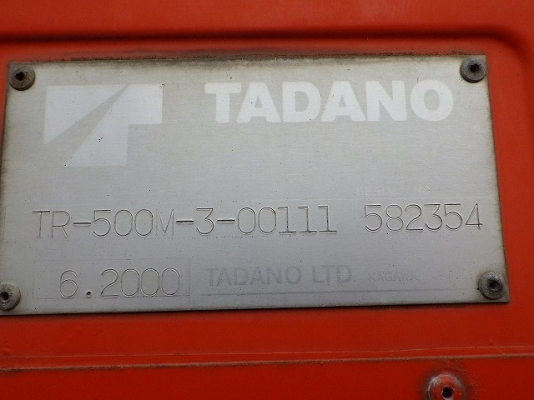 TADANO
TR-500M-3-00111 582354
6.2000 TADANO LTD.